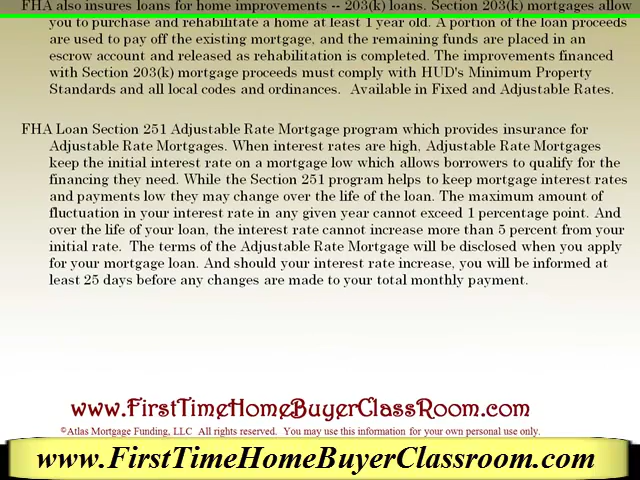 FHA also insures loans for home improvements -- 203(k) loans. Section 203(k) mortgages allow
you to purchase and rehabilitate a home at least 1 year old. A portion of the loan proceeds
are used to pay off the existing mortgage, and the remaining funds are placed in an
escrow account and released as rehabilitation is completed. The improvements financed
with Section 203(k) mortgage proceeds must comply with HUD's Minimum Property
Standards and all local codes and ordinances.  Available in Fixed and Adjustable Rates.
FHA Loan Section 251 Adjustable Rate Mortgage program which provides insurance for
Adjustable Rate Mortgages. When interest rates are high, Adjustable Rate Mortgages
keep the initial interest rate on a mortgage low which allows borrowers to qualify for the
financing they need. While the Section 251 program helps to keep mortgage interest rates
and payments low they may change over the life of the loan. The maximum amount of
fluctuation in your interest rate in any given year cannot exceed 1 percentage point. And
over the life of your loan, the interest rate cannot increase more than 5 percent from your
initial rate.  The terms of the Adjustable Rate Mortgage will be disclosed when you apply
for your mortgage loan. And should your interest rate increase, you will be informed at
least 25 days before any changes are made to your total monthly payment.
www.FirstTimeHomeBuyerClassRoom.com
©Atlas Mortgage Funding, LLC  All rights reserved.  You may use this information for your own personal use only.
www.FirstTimeHomeBuyerClassroom.com